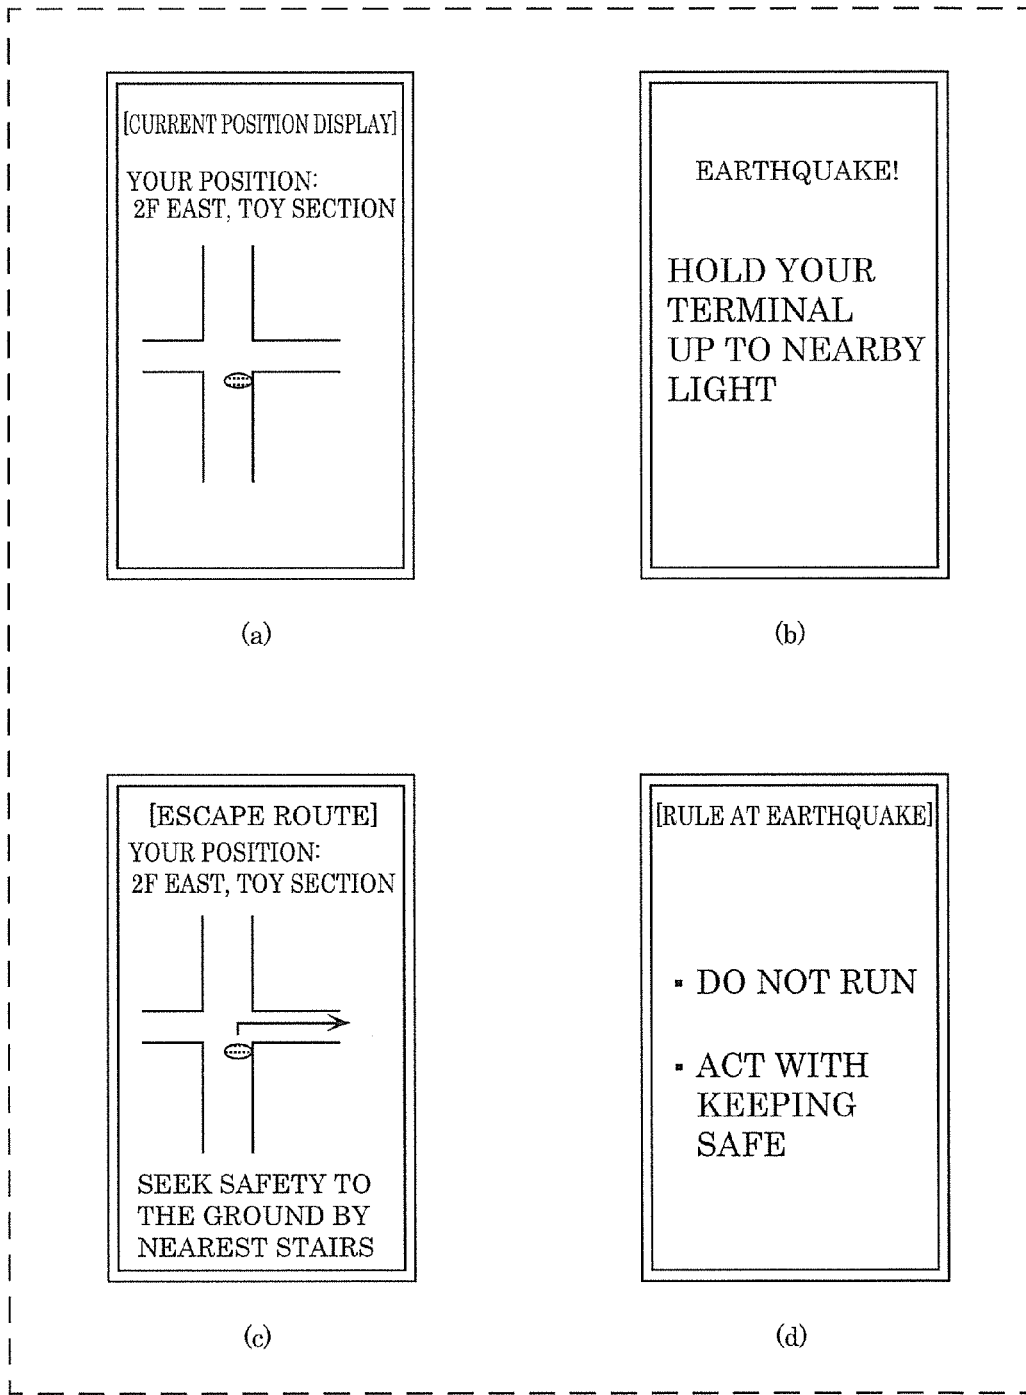 [CURRENT POSITION DISPLAY]
YOUR POSITION:
2F EAST, TOY SECTION
(a)
EARTHQUAKE!
HOLD YOUR
TERMINAL
UP TO NEARBY
LIGHT
(b)
[ESCAPE ROUTE]
YOUR POSITION:
2F EAST, TOY SECTION
SEEK SAFETY TO
THE GROUND BY
NEAREST STAIRS
(c)
[RULE AT EARTHQUAKE]
▪ DO NOT RUN
▪ ACT WITH
KEEPING
SAFE
(d)